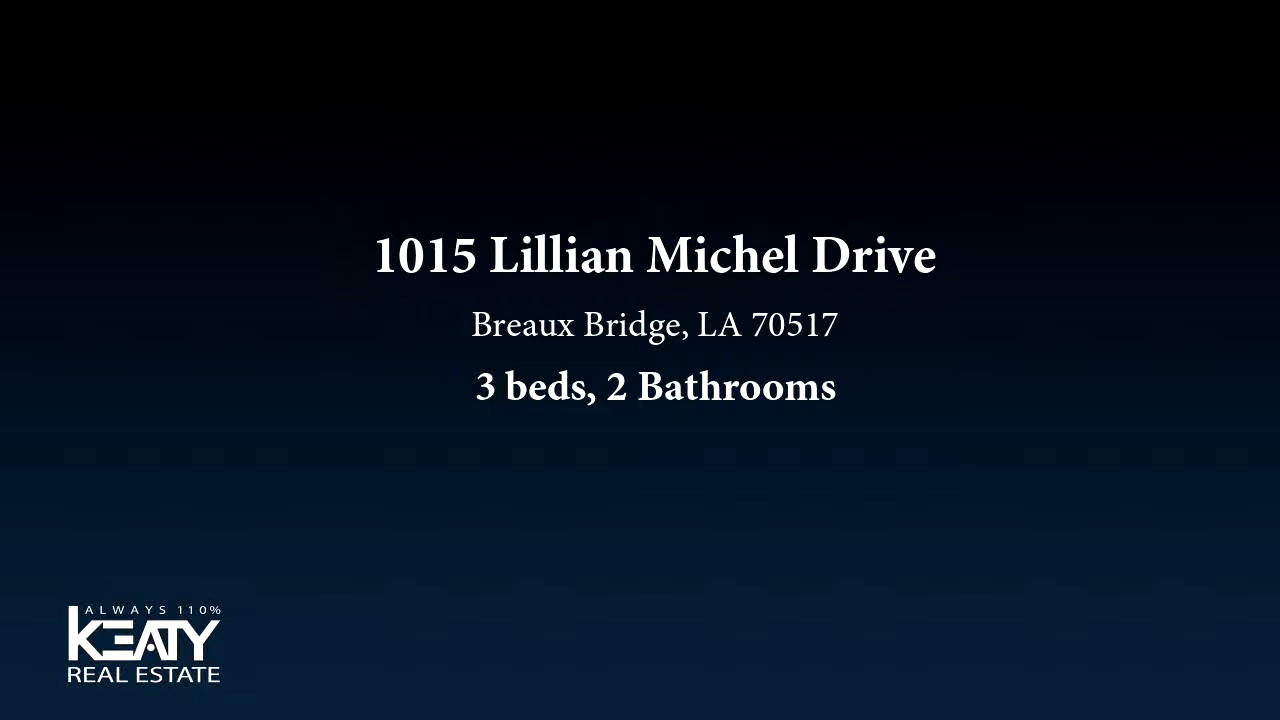 1015 Lillian Michel Drive
Breaux Bridge, LA 70517
3 beds, 2 Bathrooms
ALWAYS 110%
KEATY
REAL ESTATE